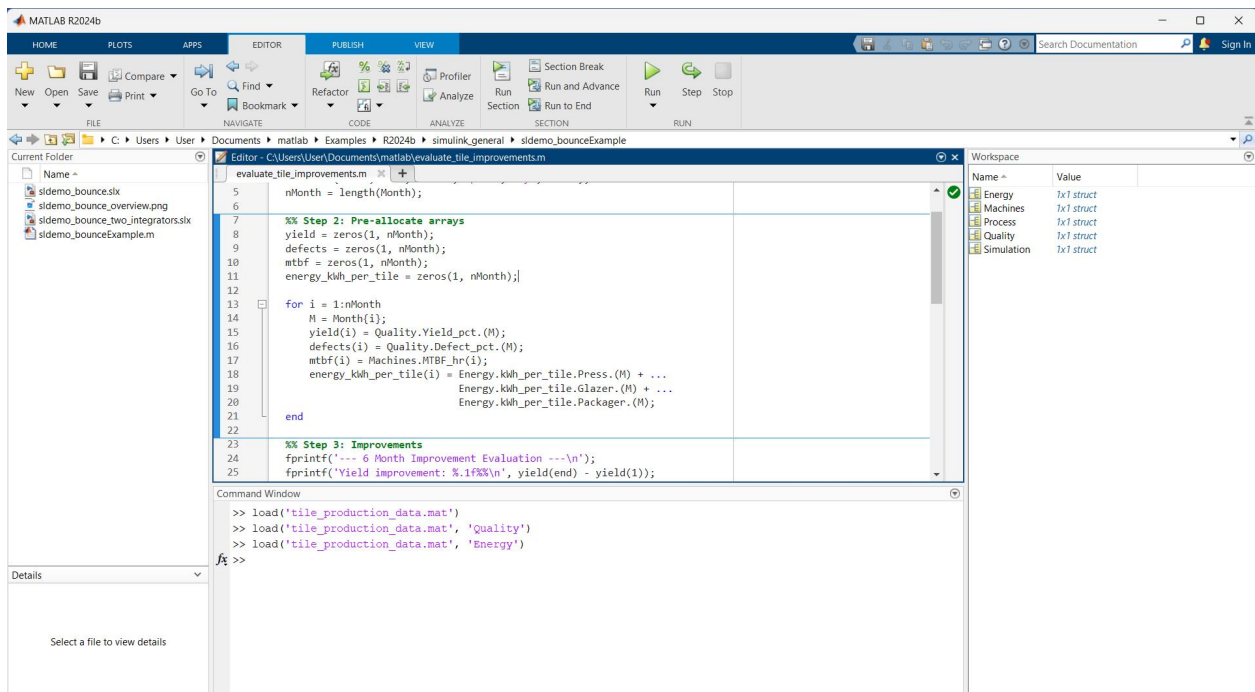 MATLAB R2024b
HOME PLOTS APPS EDITOR PUBLISH VIEW
Search Documentation
Sign In
New Open Save
Compare
Print
FILE
Go To
Find
Bookmark
NAVIGATE
Refactor
CODE
Profiler
Analyze
ANALYZE
Run Section
Section Break
Run and Advance
Run to End
SECTION
Run Step Stop
RUN
C: Users User Documents matlab Examples R2024b simulink_general sldemo_bounceExample
Current Folder
Name
sldemo_bounce.slx
sldemo_bounce_overview.png
sldemo_bounce_two_integrators.slx
sldemo_bounceExample.m
Details
Select a file to view details
Editor - C:\Users\User\Documents\matlab\evaluate_tile_improvements.m
evaluate_tile_improvements.m
5 nMonth = length(Month);
6
7 %% Step 2: Pre-allocate arrays
8 yield = zeros(1, nMonth);
9 defects = zeros(1, nMonth);
10 mtbf = zeros(1, nMonth);
11 energy_kWh_per_tile = zeros(1, nMonth);
12
13 for i = 1:nMonth
14 M = Month{i};
15 yield(i) = Quality.Yield_pct.(M);
16 defects(i) = Quality.Defect_pct.(M);
17 mtbf(i) = Machines.MTBF_hr(i);
18 energy_kWh_per_tile(i) = Energy.kWh_per_tile.Press.(M) + ...
19 Energy.kWh_per_tile.Glazer.(M) + ...
20 Energy.kWh_per_tile.Packager.(M);
21 end
22
23 %% Step 3: Improvements
24 fprintf('--- 6 Month Improvement Evaluation ---\n');
25 fprintf('Yield improvement: %.1f%%\n', yield(end) - yield(1));
Command Window
>> load('tile_production_data.mat')
>> load('tile_production_data.mat', 'Quality')
>> load('tile_production_data.mat', 'Energy')
fx >>
Workspace
Name Value
Energy 1x1 struct
Machines 1x1 struct
Process 1x1 struct
Quality 1x1 struct
Simulation 1x1 struct